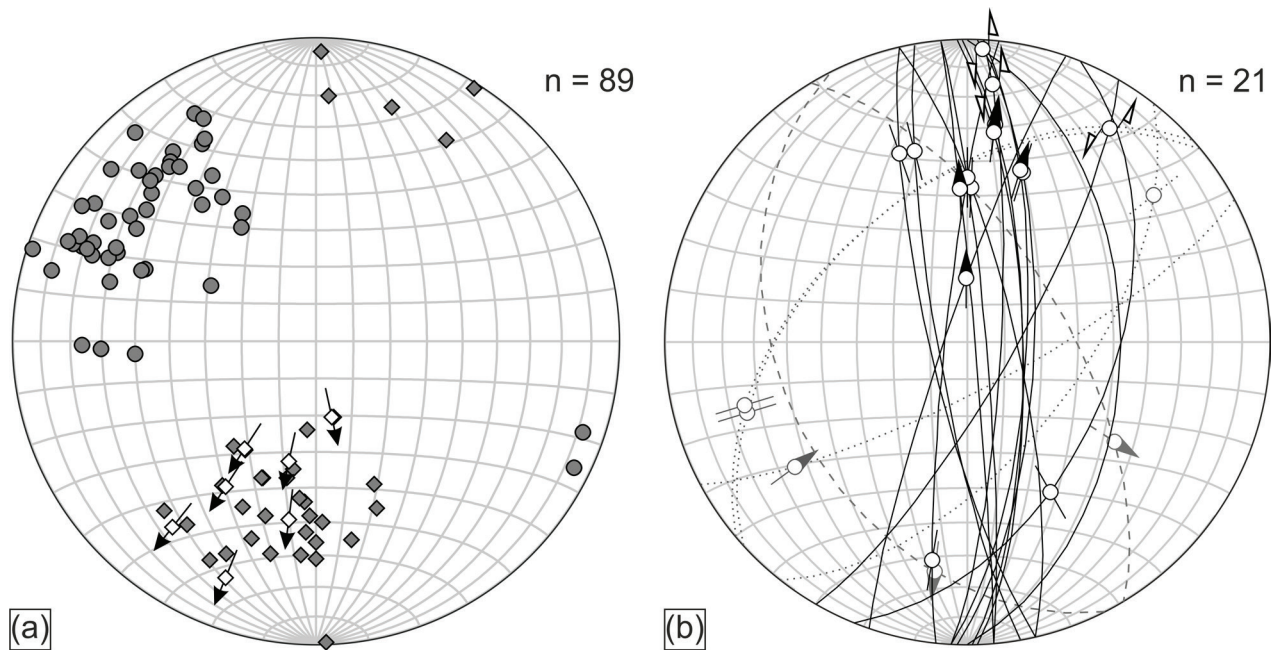 n = 89
n = 21
(a)
(b)